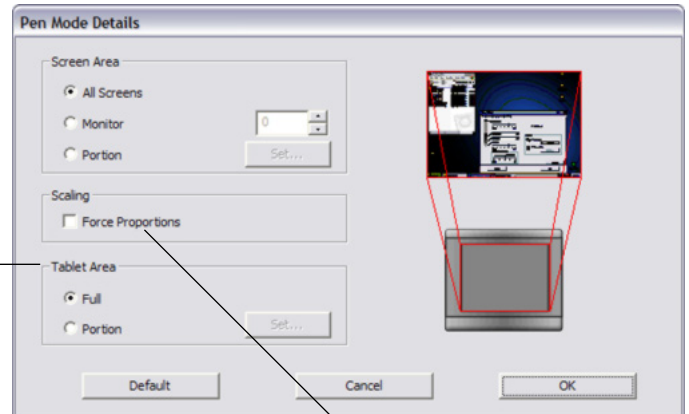 Pen Mode Details
Screen Area
All Screens
Monitor
0
Portion
Set...
Scaling
Force Proportions
Tablet Area
Full
Portion
Set...
Default
Cancel
OK